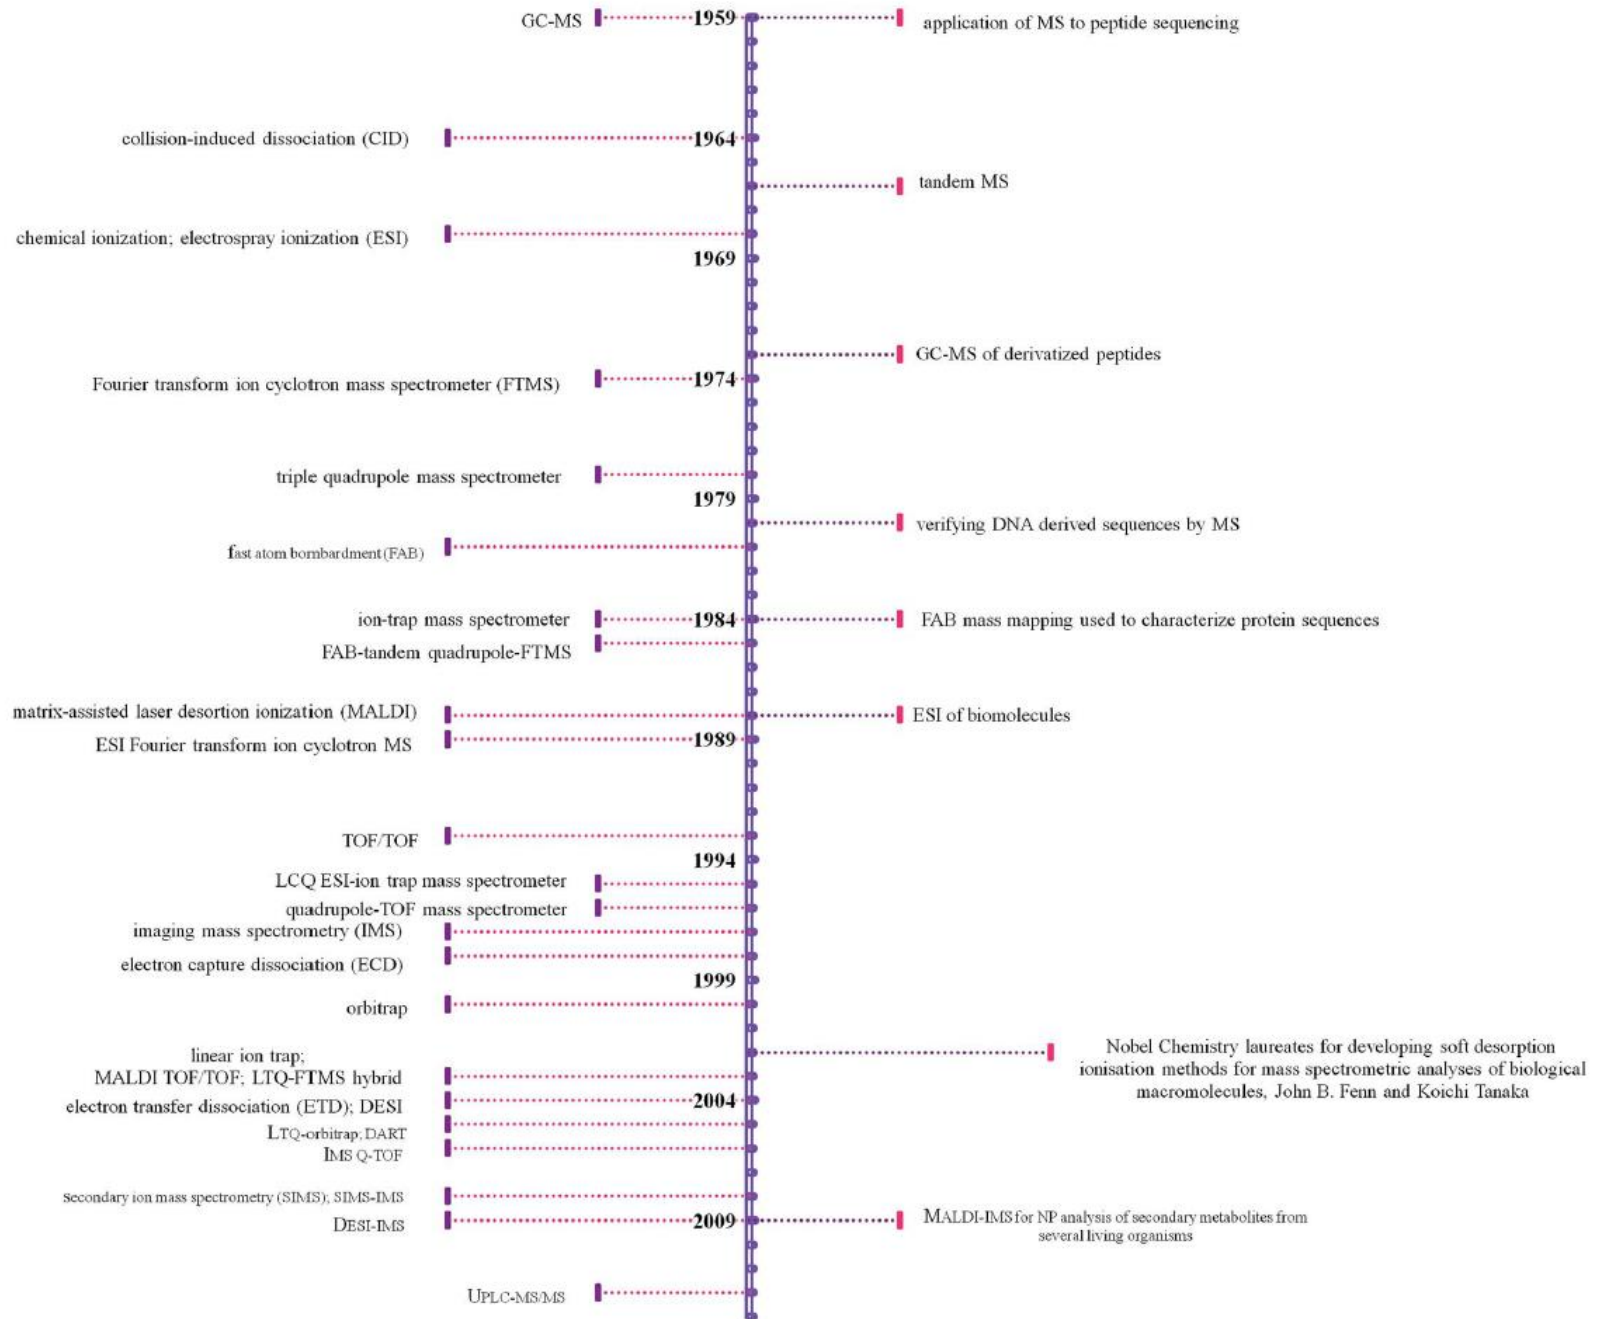 GC-MS 1959 application of MS to peptide sequencing
collision-induced dissociation (CID) 1964
tandem MS
chemical ionization; electrospray ionization (ESI)
1969
GC-MS of derivatized peptides
Fourier transform ion cyclotron mass spectrometer (FTMS) 1974
triple quadrupole mass spectrometer
1979
verifying DNA derived sequences by MS
fast atom bombardment (FAB)
ion-trap mass spectrometer 1984 FAB mass mapping used to characterize protein sequences
FAB-tandem quadrupole-FTMS
matrix-assisted laser desortion ionization (MALDI) ESI of biomolecules
ESI Fourier transform ion cyclotron MS 1989
TOF/TOF
1994
LCQ ESI-ion trap mass spectrometer
quadrupole-TOF mass spectrometer
imaging mass spectrometry (IMS)
electron capture dissociation (ECD)
1999
orbitrap
Nobel Chemistry laureates for developing soft desorption
ionisation methods for mass spectrometric analyses of biological
macromolecules, John B. Fenn and Koichi Tanaka
linear ion trap;
MALDI TOF/TOF; LTQ-FTMS hybrid
electron transfer dissociation (ETD); DESI 2004
LTQ-orbitrap; DART
IMS Q-TOF
secondary ion mass spectrometry (SIMS); SIMS-IMS
DESI-IMS 2009 MALDI-IMS for NP analysis of secondary metabolites from
several living organisms
UPLC-MS/MS